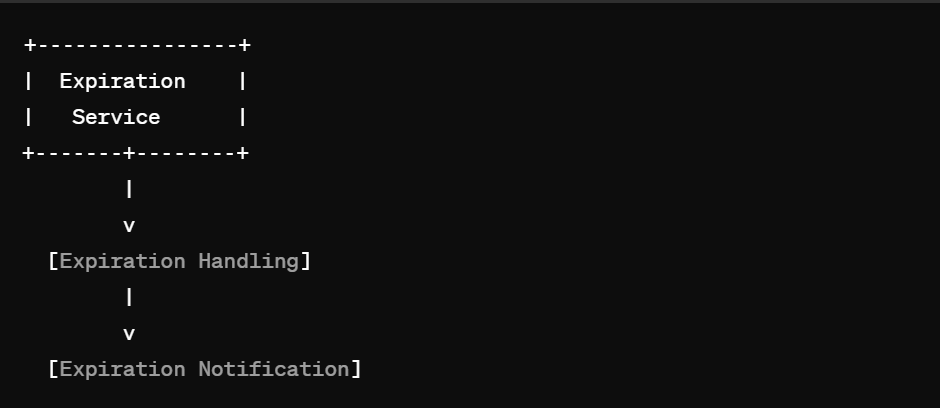 +----------------+
|  Expiration    |
|   Service      |
+-------+--------+
        |
        v
  [Expiration Handling]
        |
        v
  [Expiration Notification]